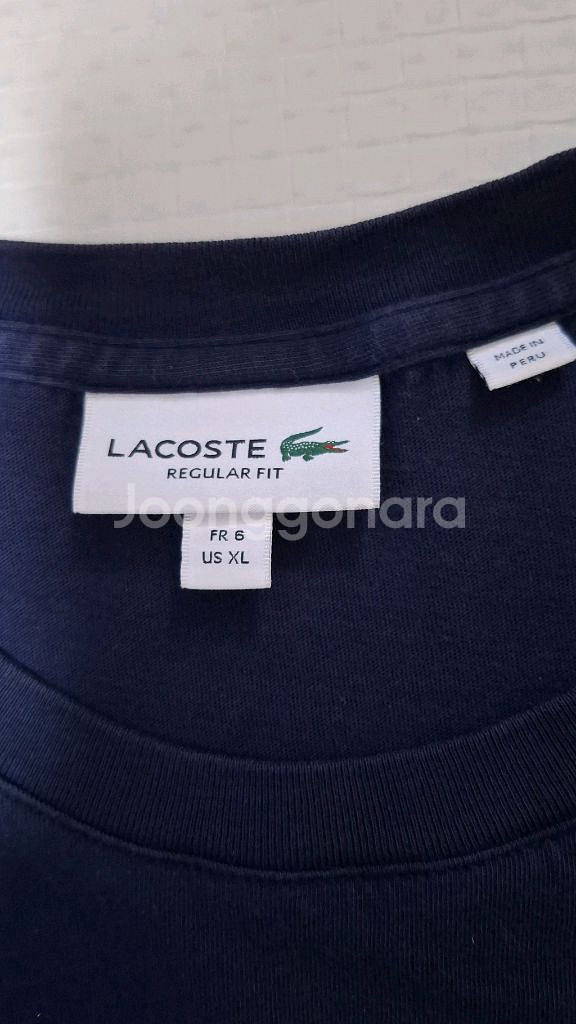 MADE IN
PERU
LACOSTE
REGULAR FIT
Joonggonara
FR 6
US XL